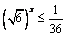 (√6)^x ≤ 1/36